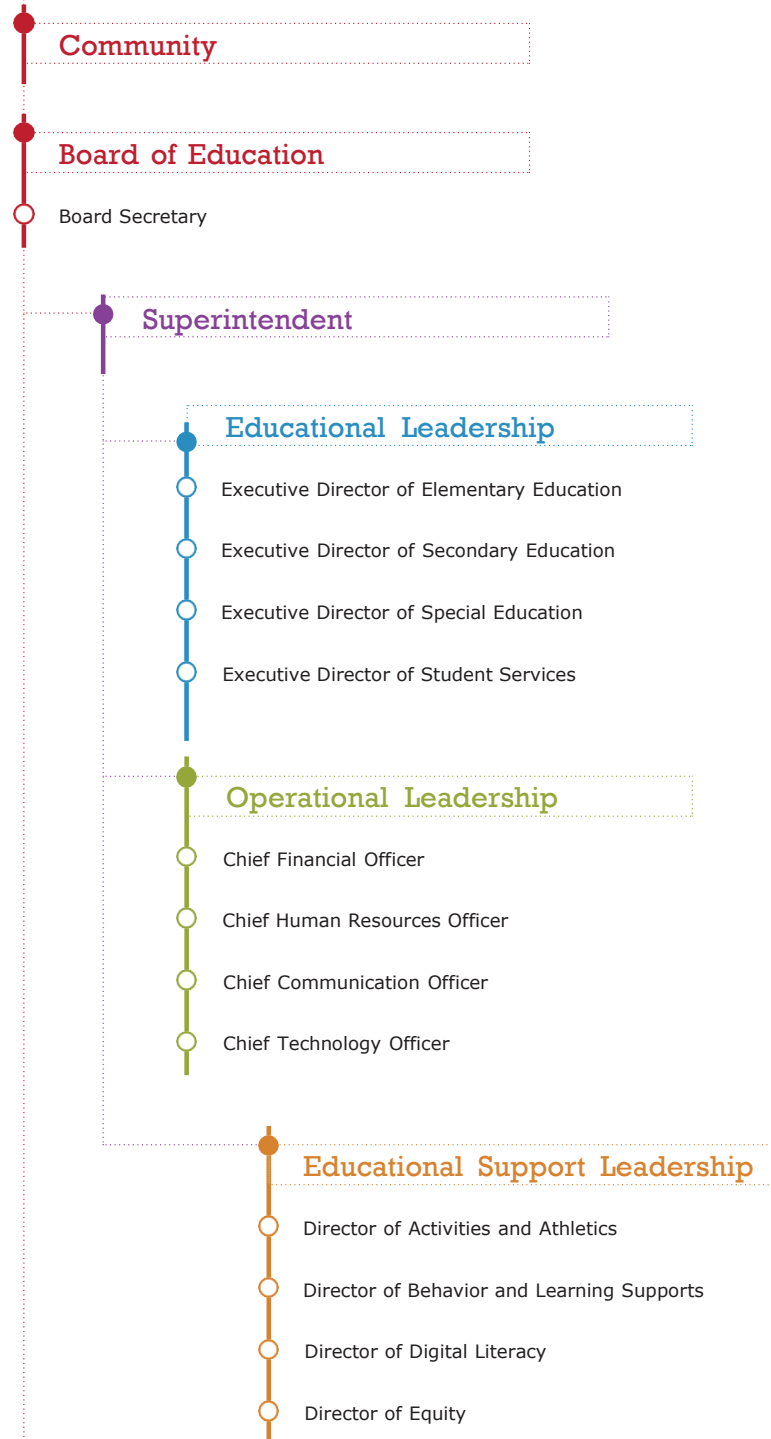 Community
Board of Education
Board Secretary
Superintendent
Educational Leadership
Executive Director of Elementary Education
Executive Director of Secondary Education
Executive Director of Special Education
Executive Director of Student Services
Operational Leadership
Chief Financial Officer
Chief Human Resources Officer
Chief Communication Officer
Chief Technology Officer
Educational Support Leadership
Director of Activities and Athletics
Director of Behavior and Learning Supports
Director of Digital Literacy
Director of Equity